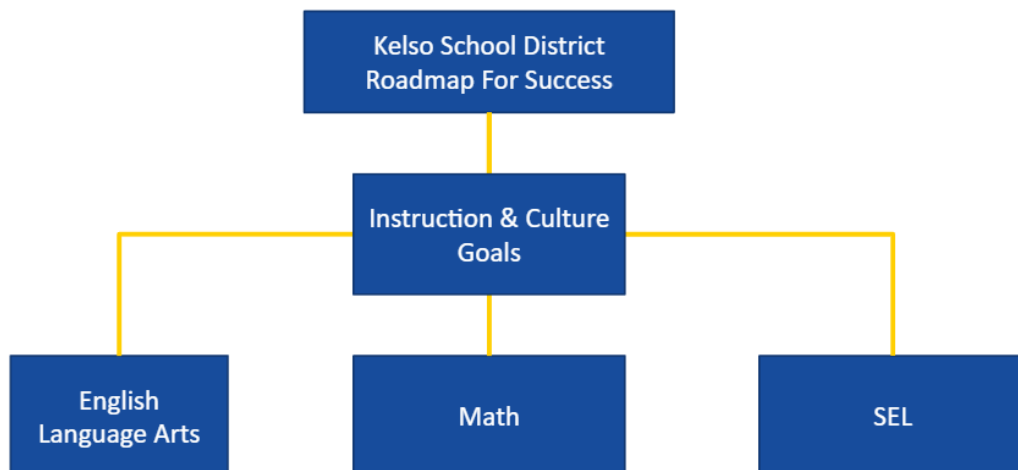 Kelso School District
Roadmap For Success
Instruction & Culture
Goals
English
Language Arts
Math
SEL